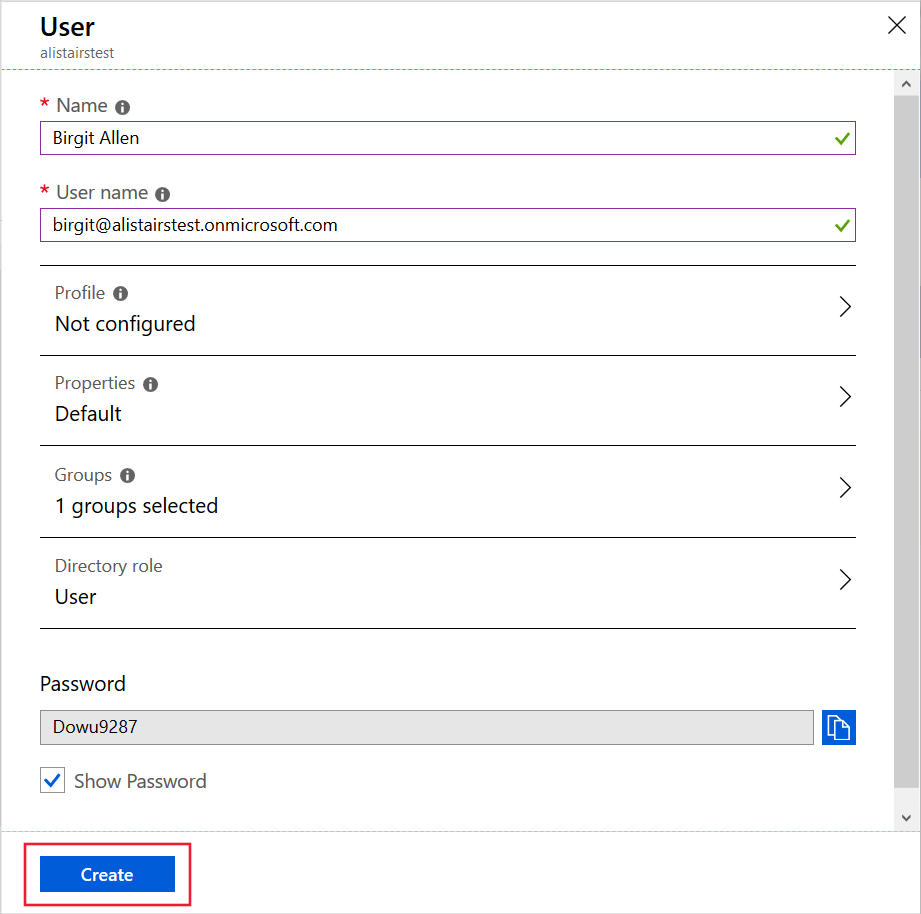 User
alistairstest
* Name
Birgit Allen
* User name
birgit@alistairstest.onmicrosoft.com
Profile
Not configured
Properties
Default
Groups
1 groups selected
Directory role
User
Password
Dowu9287
Show Password
Create